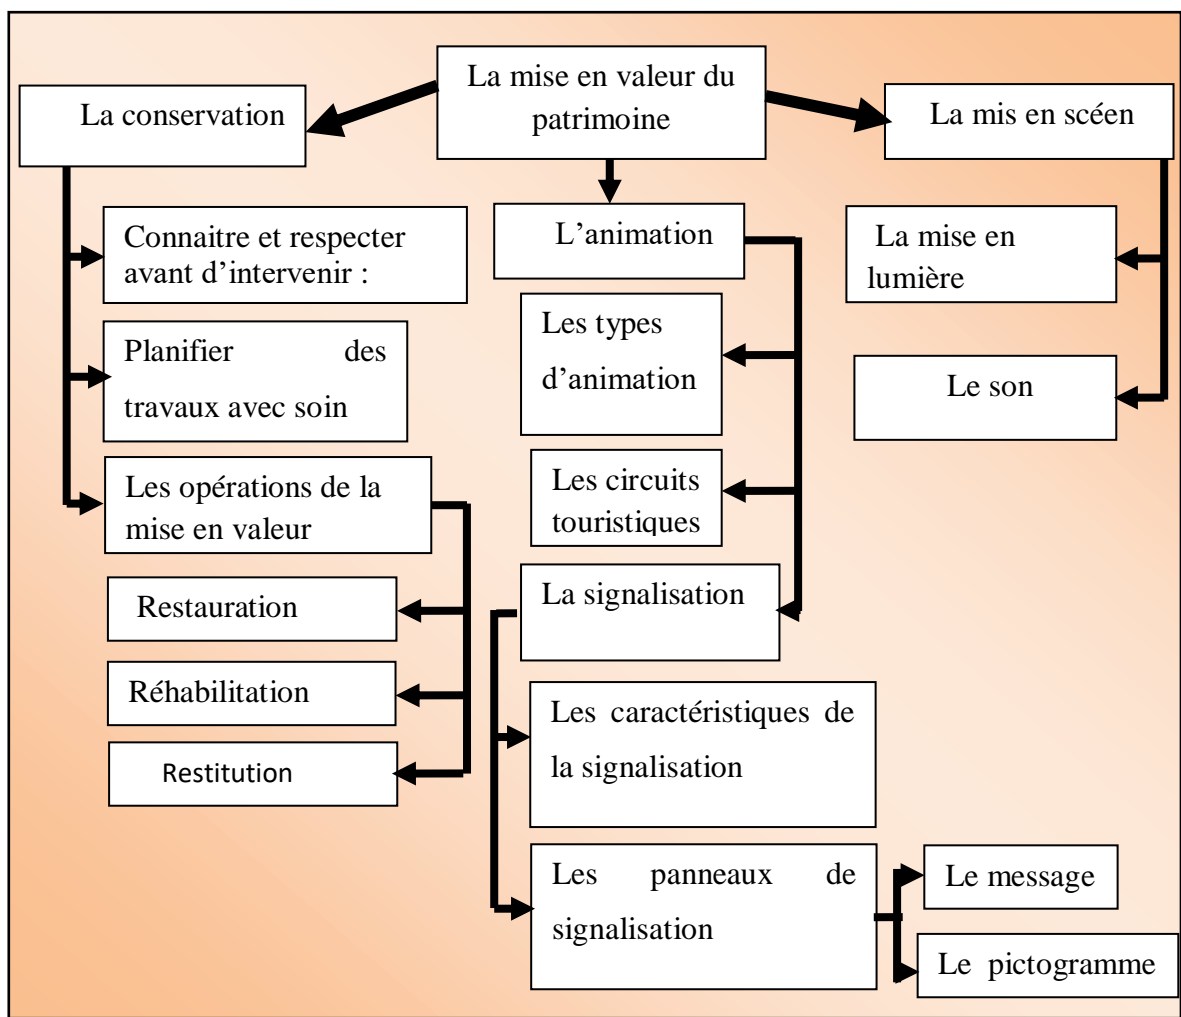 La mise en valeur du
patrimoine
La conservation
La mis en scéen
Connaitre et respecter
avant d’intervenir :
Planifier des
travaux avec soin
Les opérations de la
mise en valeur
Restauration
Réhabilitation
Restitution
L’animation
Les types
d’animation
Les circuits
touristiques
La signalisation
Les caractéristiques de
la signalisation
Les panneaux de
signalisation
Le message
Le pictogramme
La mise en
lumière
Le son